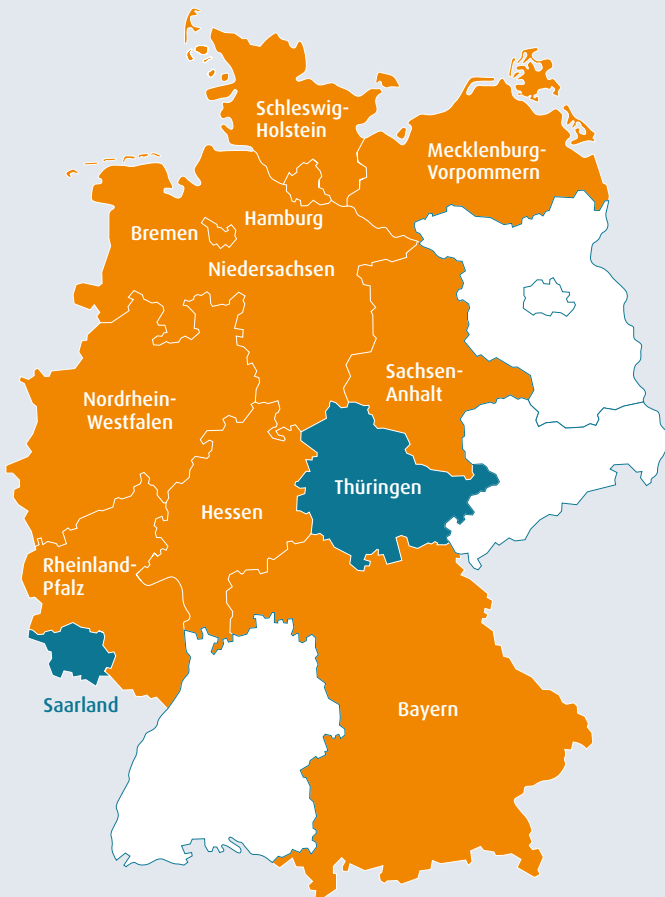 Schleswig-
Holstein
Mecklenburg-
Vorpommern
Hamburg
Bremen
Niedersachsen
Sachsen-
Anhalt
Nordrhein-
Westfalen
Thüringen
Hessen
Rheinland-
Pfalz
Saarland
Bayern